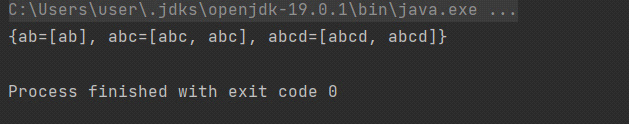 C:\Users\user\.jdks\openjdk-19.0.1\bin\java.exe ...
{ab=[ab], abc=[abc, abc], abcd=[abcd, abcd]}
Process finished with exit code 0